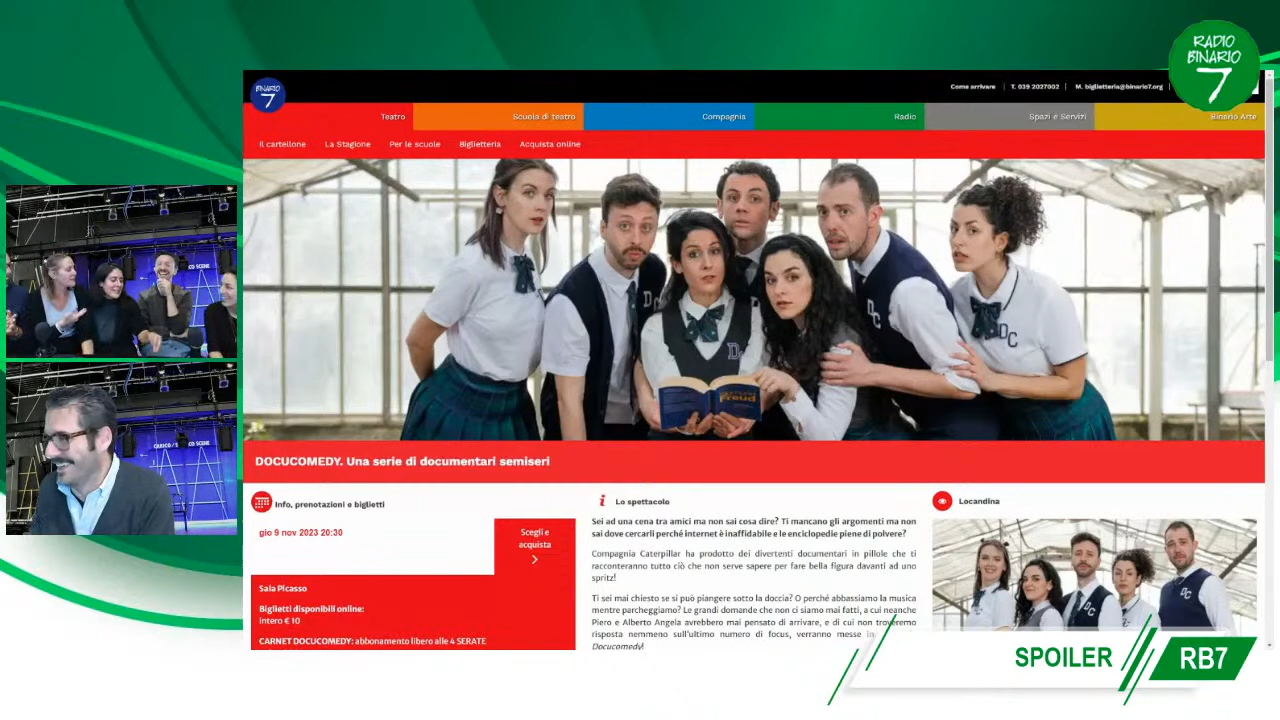 RADIO
BINARIO
7
BINARIO
7
Come arrivare
T. 039 2027002
M. biglietteria@binario7.org
Teatro
Scuola di teatro
Compagnia
Radio
Spazi e Servizi
Binario Arte
Il cartellone
La Stagione
Per le scuole
Biglietteria
Acquista online
DC
Freud
DOCUCOMEDY. Una serie di documentari semiseri
Info, prenotazioni e biglietti
gio 9 nov 2023 20:30
Scegli e
acquista
Sala Picasso
Biglietti disponibili online:
Intero € 10
CARNET DOCUCOMEDY: abbonamento libero alle 4 SERATE
Lo spettacolo
Sei ad una cena tra amici ma non sai cosa dire? Ti mancano gli argomenti ma non
sai dove cercarli perché internet è inaffidabile e le enciclopedie piene di polvere?
Compagnia Caterpillar ha prodotto dei divertenti documentari in pillole che ti
racconteranno tutto ciò che non serve sapere per fare bella figura davanti ad uno
spritz!
Ti sei mai chiesto se si può piangere sotto la doccia? O perché abbassiamo la musica
mentre parcheggiamo? Le grandi domande che non ci siamo mai fatti, a cui neanche
Piero e Alberto Angela avrebbero mai pensato di arrivare, e di cui non troveremo
risposta nemmeno sull'ultimo numero di focus, verranno messe in
Docucomedy!
Locandina
DC
SPOILER
RB7